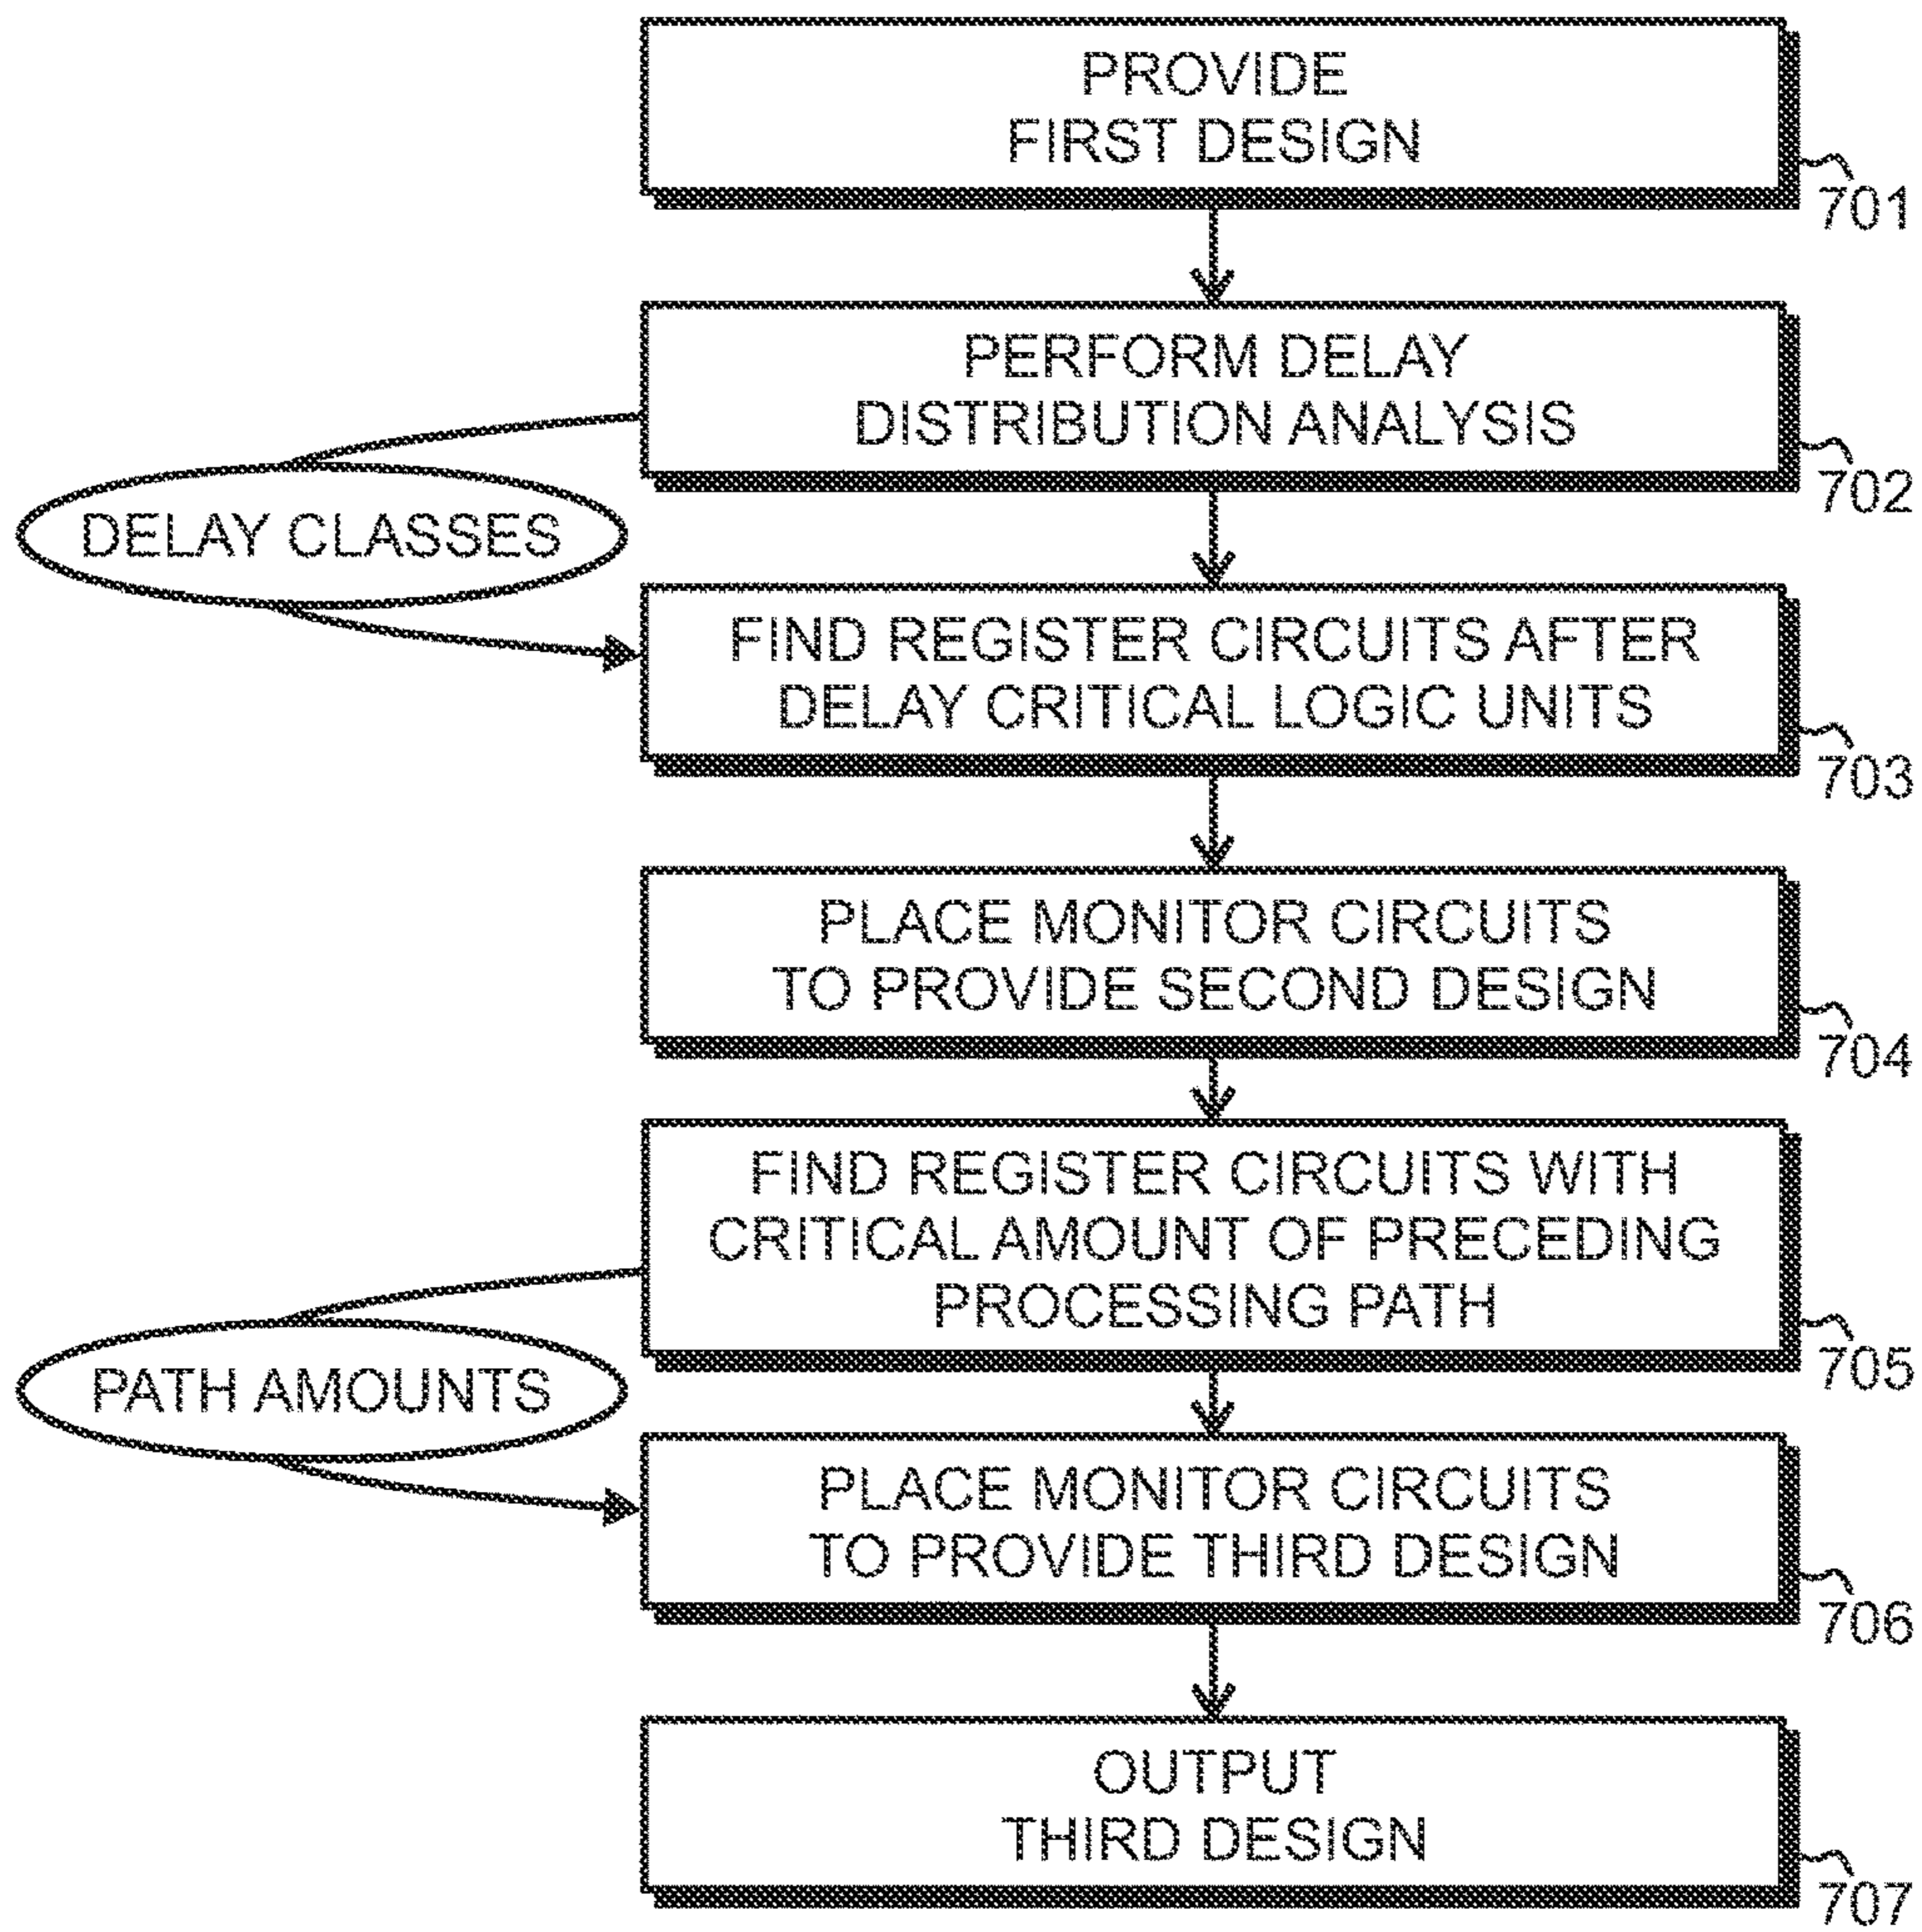 PROVIDE
FIRST DESIGN
701
PERFORM DELAY
DISTRIBUTION ANALYSIS
702
DELAY CLASSES
FIND REGISTER CIRCUITS AFTER
DELAY CRITICAL LOGIC UNITS
703
PLACE MONITOR CIRCUITS
TO PROVIDE SECOND DESIGN
704
FIND REGISTER CIRCUITS WITH
CRITICAL AMOUNT OF PRECEDING
PROCESSING PATH
705
PATH AMOUNTS
PLACE MONITOR CIRCUITS
TO PROVIDE THIRD DESIGN
706
OUTPUT
THIRD DESIGN
707